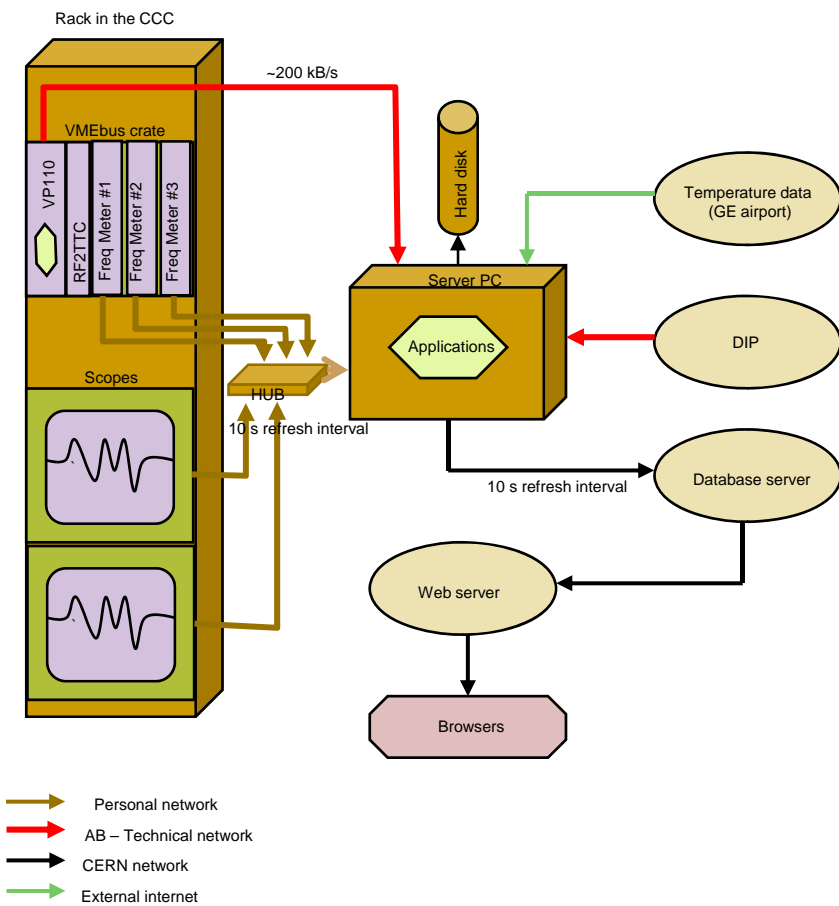 Rack in the CCC
~200 kB/s
VMEbus crate
VP110
RF2TTC
Freq Meter #1
Freq Meter #2
Freq Meter #3
Hard disk
Temperature data
(GE airport)
Server PC
Applications
DIP
Scopes
HUB
10 s refresh interval
10 s refresh interval
Database server
Web server
Browsers
Personal network
AB – Technical network
CERN network
External internet